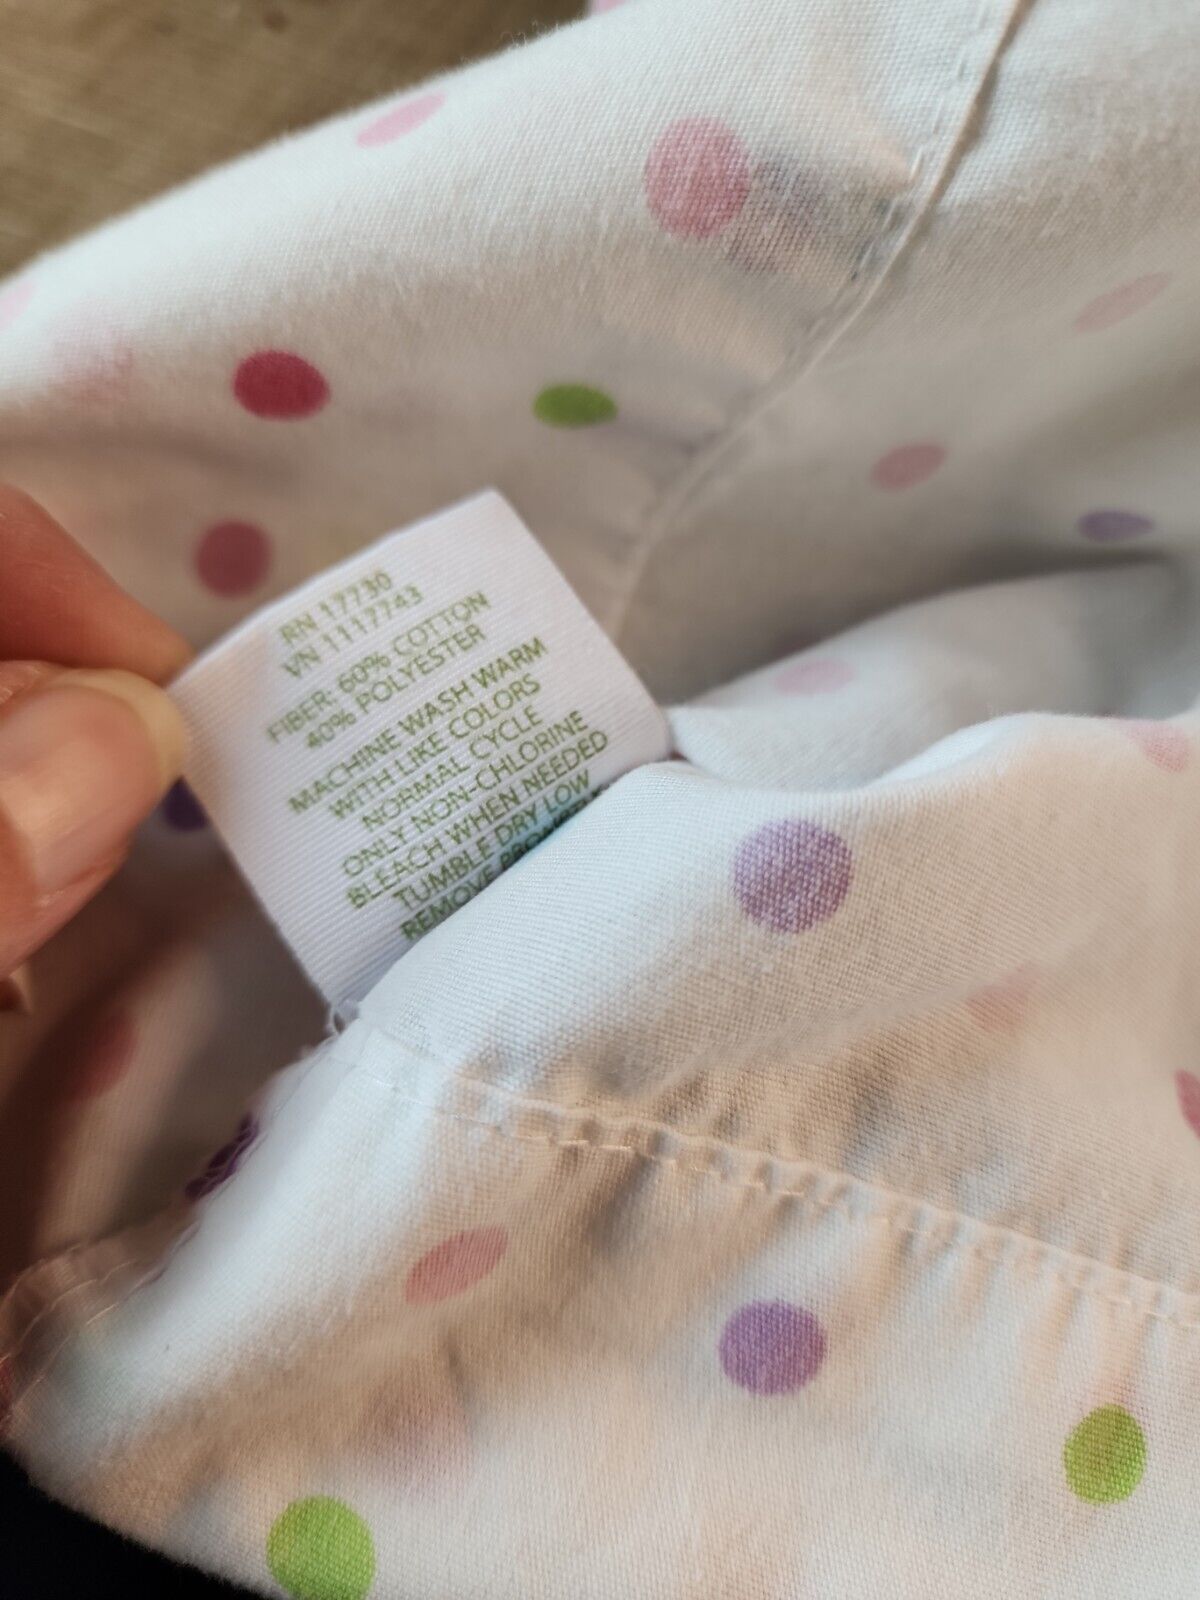 RN 17730
VN 1117743
FIBER: 60% COTTON
40% POLYESTER
MACHINE WASH WARM
WITH LIKE COLORS
NORMAL CYCLE
ONLY NON-CHLORINE
BLEACH WHEN NEEDED
TUMBLE DRY LOW
REMOVE